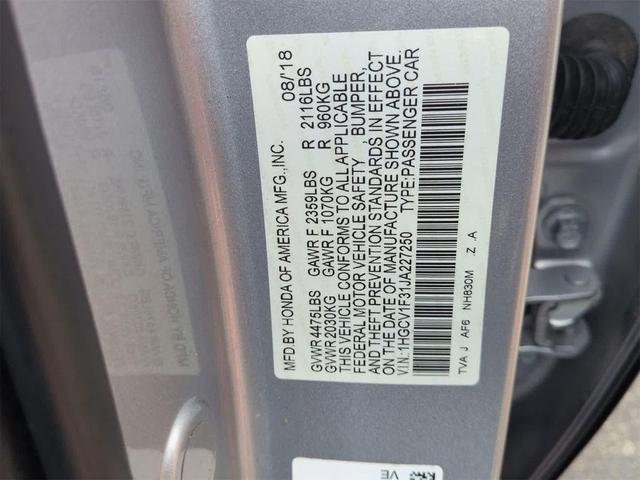 MFD BY HONDA OF AMERICA MFG.,INC. 08/'18
GVWR 4475LBS GAWR F 2359LBS R 2116LBS
GVWR 2030KG GAWR F 1070KG R 960KG
THIS VEHICLE CONFORMS TO ALL APPLICABLE
FEDERAL MOTOR VEHICLE SAFETY , BUMPER,
AND THEFT PREVENTION STANDARDS IN EFFECT
ON THE DATE OF MANUFACTURE SHOWN ABOVE.
V.I.N.:1HGCV1F31JA227250 TYPE:PASSENGER CAR
TVA J AF6 NH830M Z .A
VE